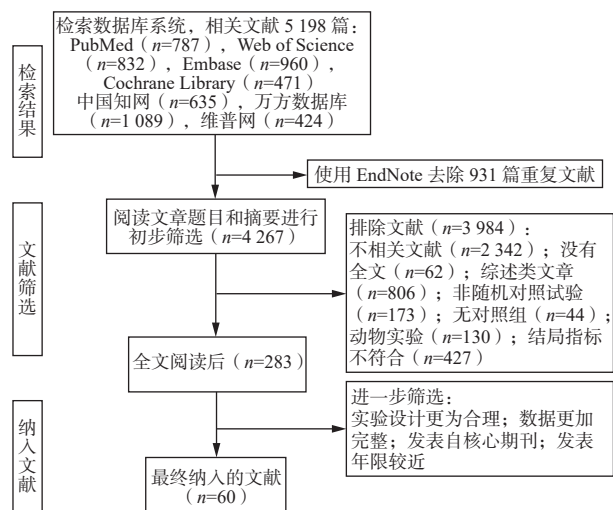 检索结果
检索数据库系统，相关文献 5 198 篇：
PubMed（n=787），Web of Science
（n=832），Embase（n=960），
Cochrane Library（n=471）
中国知网（n=635），万方数据库
（n=1 089），维普网（n=424）
使用 EndNote 去除 931 篇重复文献
文献筛选
阅读文章题目和摘要进行
初步筛选（n=4 267）
排除文献（n=3 984）：
不相关文献（n=2 342）；没有
全文（n=62）；综述类文章
（n=806）；非随机对照试验
（n=173）；无对照组（n=44）；
动物实验（n=130）；结局指标
不符合（n=427）
全文阅读后（n=283）
纳入文献
进一步筛选：
实验设计更为合理；数据更加
完整；发表自核心期刊；发表
年限较近
最终纳入的文献
（n=60）